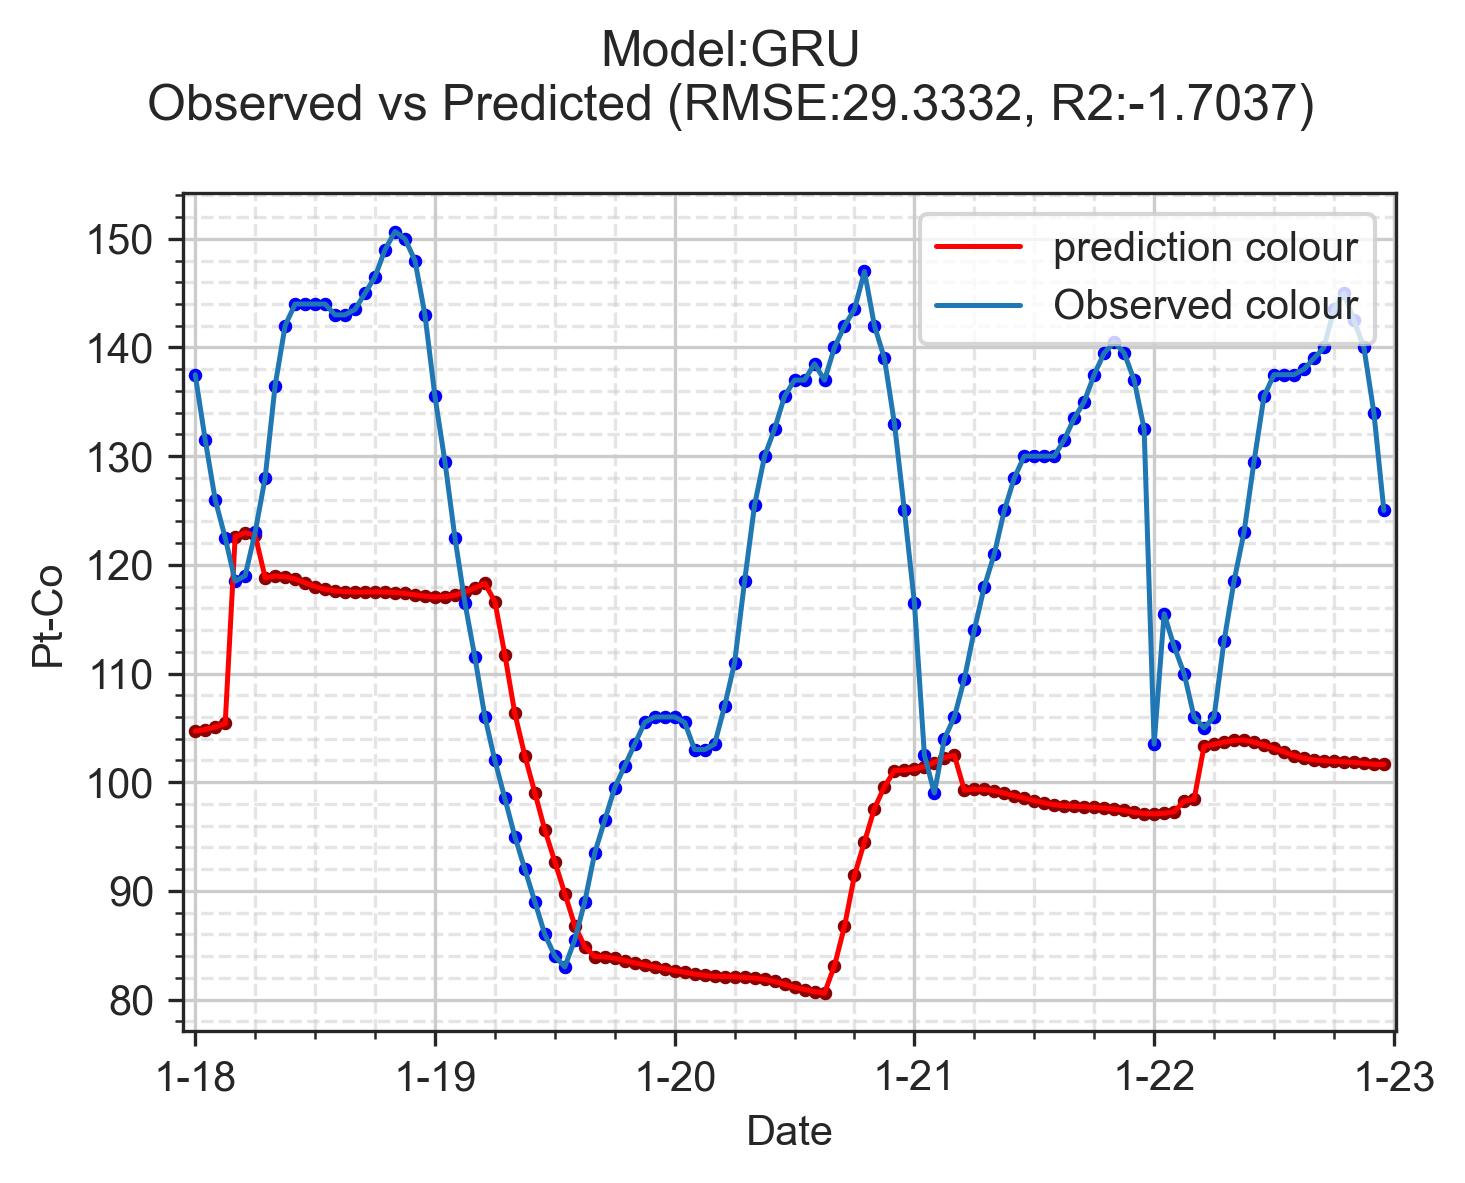 Model:GRU
Observed vs Predicted (RMSE:29.3332, R2:-1.7037)
prediction colour
Observed colour
150
140
130
120
110
100
90
80
Pt-Co
1-18 1-19 1-20 1-21 1-22 1-23
Date